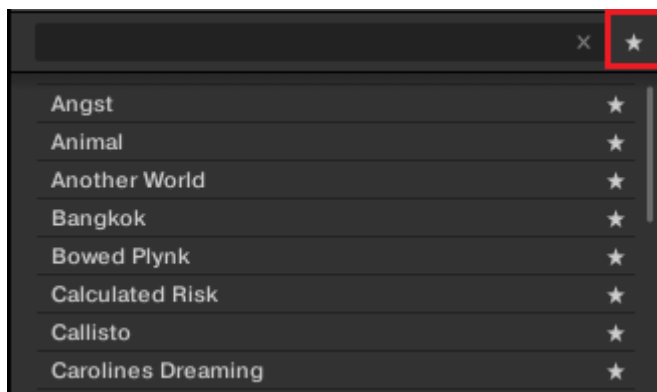 Angst
Animal
Another World
Bangkok
Bowed Plynk
Calculated Risk
Callisto
Carolines Dreaming